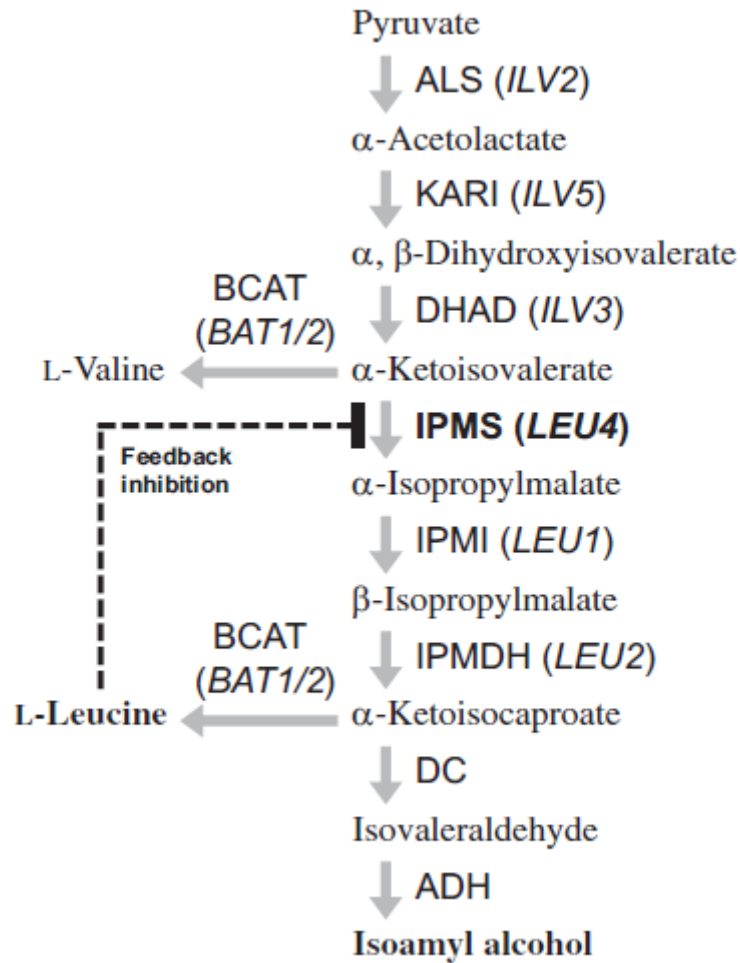 Pyruvate
ALS (ILV2)
α-Acetolactate
KARI (ILV5)
α, β-Dihydroxyisovalerate
BCAT
(BAT1/2)
DHAD (ILV3)
L-Valine
α-Ketoisovalerate
IPMS (LEU4)
Feedback
inhibition
α-Isopropylmalate
IPMI (LEU1)
β-Isopropylmalate
BCAT
(BAT1/2)
IPMDH (LEU2)
L-Leucine
α-Ketoisocaproate
DC
Isovaleraldehyde
ADH
Isoamyl alcohol